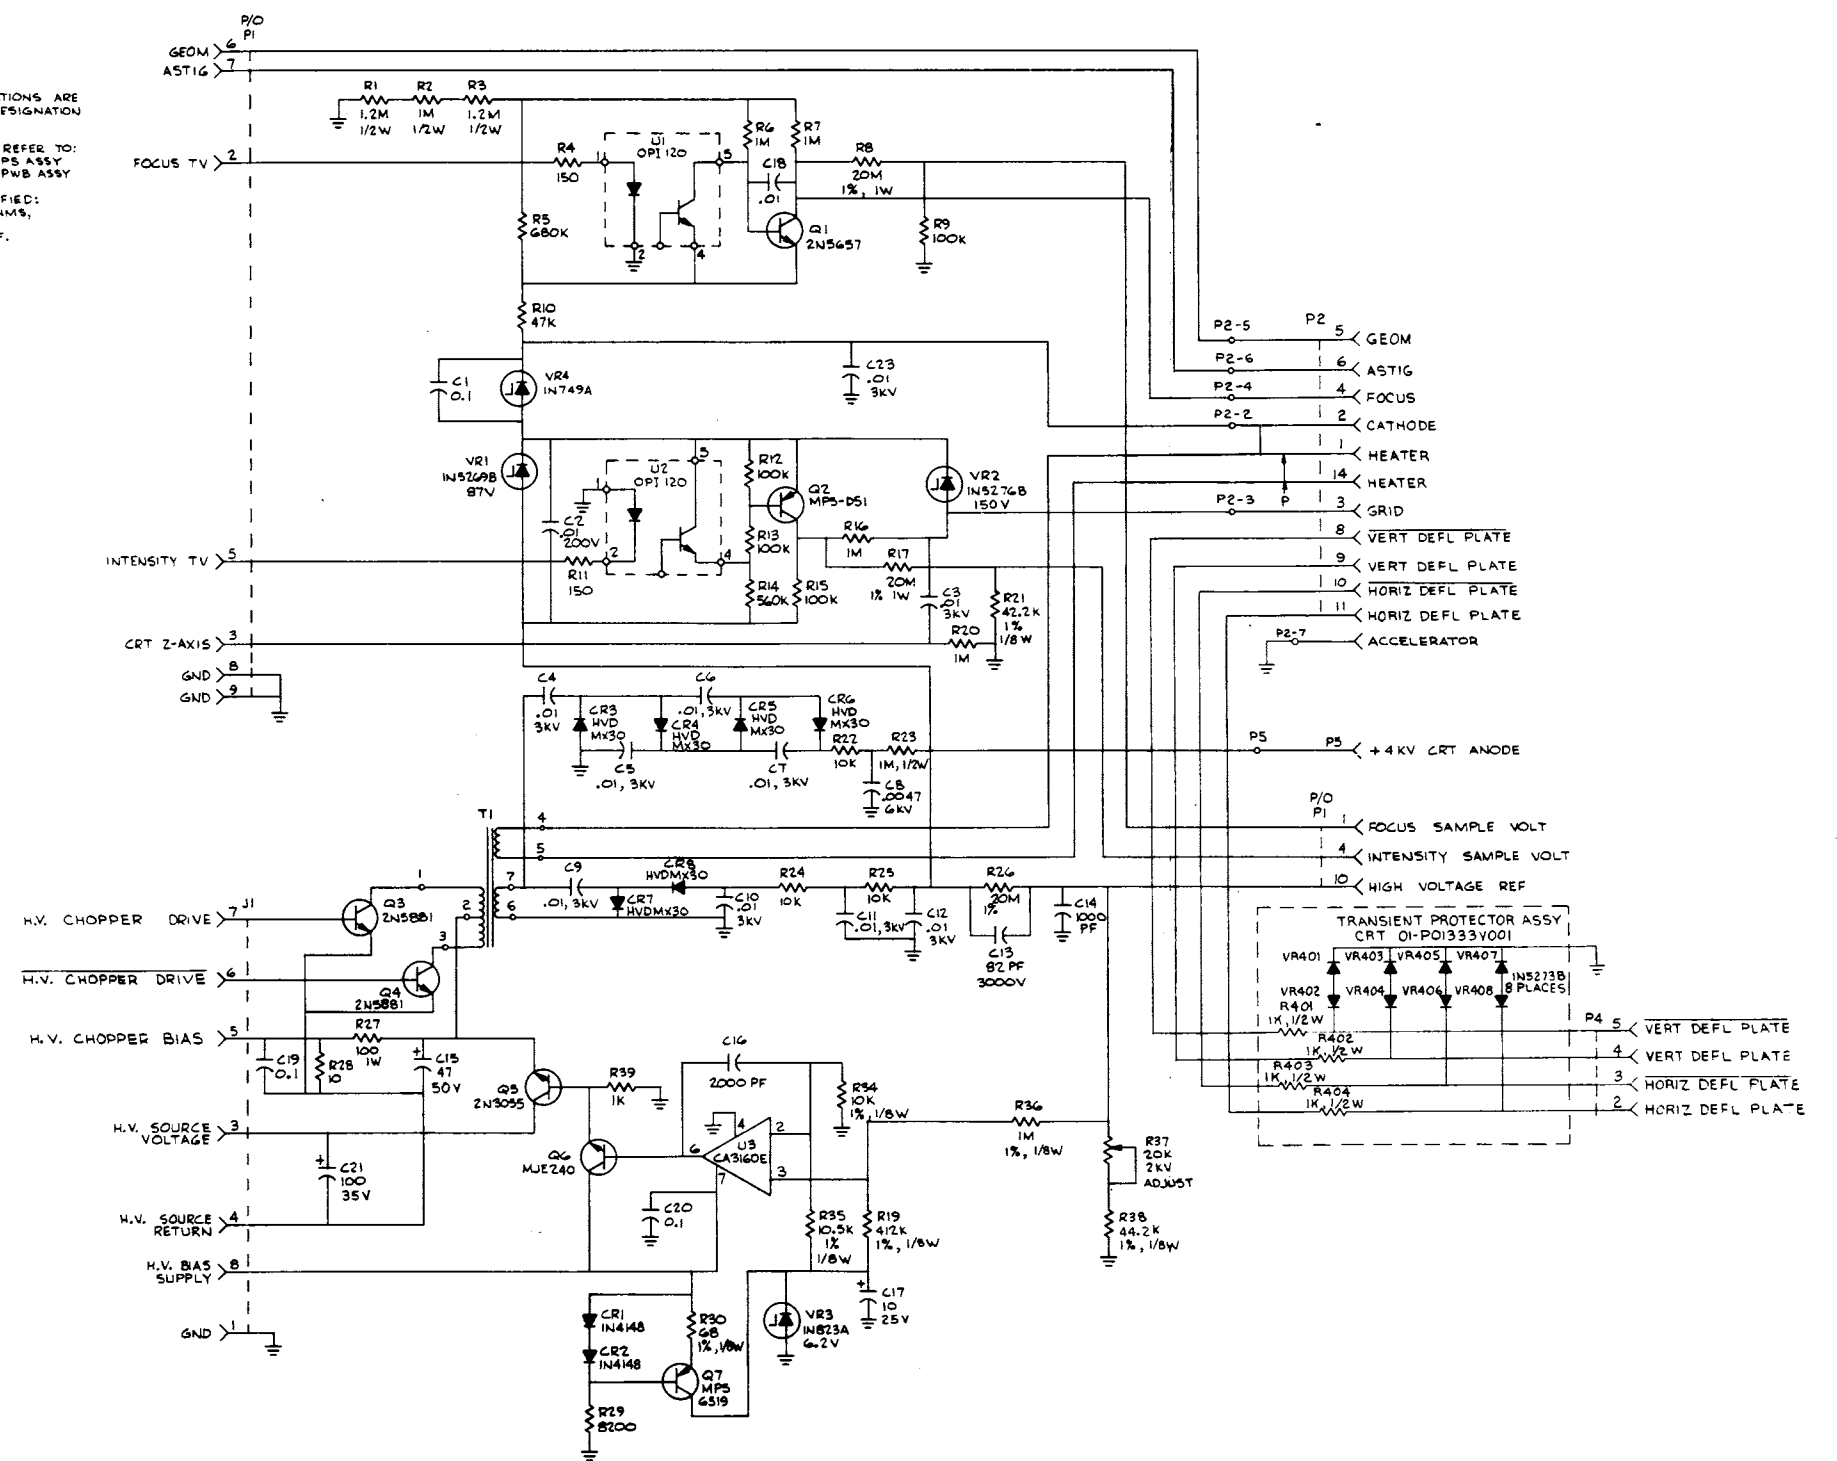 P/O
P1
GEOM 6
ASTIG 7
TIONS ARE
ESIGNATION
REFER TO:
PS ASSY
PWB ASSY
FIED:
HMS,
F.
R1
1.2M
1/2W
R2
1M
1/2W
R3
1.2M
1/2W
FOCUS TV 2
R4
150
1
U1
OPI 120
5
2
4
R6
1M
R7
1M
C18
.01
R8
20M
1%, 1W
R5
680K
Q1
2N5657
R9
100K
R10
47K
C1
0.1
VR4
1N749A
C23
.01
3KV
P2-5
P2
5
GEOM
P2-6
6
ASTIG
P2-4
4
FOCUS
P2-2
2
CATHODE
1
HEATER
14
HEATER
P
P2-3
3
GRID
8
VERT DEFL PLATE
9
VERT DEFL PLATE
10
HORIZ DEFL PLATE
11
HORIZ DEFL PLATE
P2-7
ACCELERATOR
VR1
1N5269B
87V
U2
OPI 120
5
1
2
4
C2
.01
200V
R12
100K
Q2
MPS-D51
R13
100K
VR2
1N5276B
150V
INTENSITY TV 5
R11
150
R14
560K
R15
100K
R16
1M
R17
20M
1% 1W
C3
.01
3KV
R21
42.2K
1%
1/8W
CRT Z-AXIS 3
R20
1M
GND 8
GND 9
C4
.01
3KV
C6
.01,3KV
CR3
HVD
MX30
CR4
HVD
MX30
CR5
HVD
MX30
CR6
HVD
MX30
C5
.01, 3KV
C7
.01, 3KV
R22
10K
R23
1M, 1/2W
C8
.0047
6KV
P5
P5
+4KV CRT ANODE
P/O
P1
1
FOCUS SAMPLE VOLT
4
INTENSITY SAMPLE VOLT
10
HIGH VOLTAGE REF
T1
4
5
7
6
1
2
3
C9
.01, 3KV
CR8
HVDMX30
CR7
HVDMX30
C10
.01
3KV
R24
10K
R25
10K
C11
.01, 3KV
C12
.01
3KV
R26
20M
1%
C13
82 PF
3000V
C14
1000
PF
J1
H.V. CHOPPER DRIVE 7
Q3
2N5881
H.V. CHOPPER DRIVE 6
Q4
2N5881
H.V. CHOPPER BIAS 5
R27
100
1W
C19
0.1
R28
10
+
C15
47
50V
TRANSIENT PROTECTOR ASSY
CRT 01-P01333V001
VR401
VR403
VR405
VR407
1N5273B
8 PLACES
VR402
VR404
VR406
VR408
R401
1K,1/2W
R402
1K,1/2W
R403
1K,1/2W
R404
1K,1/2W
P4
5
VERT DEFL PLATE
4
VERT DEFL PLATE
3
HORIZ DEFL PLATE
2
HORIZ DEFL PLATE
Q5
2N3055
R39
1K
C16
2000 PF
R34
10K
1%, 1/8W
H.V. SOURCE
VOLTAGE 3
Q6
MJE240
6
4
U3
CA3160E
7
2
3
R36
1M
1%, 1/8W
R37
20K
2KV
ADJUST
+
C21
100
35V
H.V. SOURCE
RETURN 4
C20
0.1
R35
10.5K
1%
1/8W
R19
412K
1%, 1/8W
R38
44.2K
1%, 1/8W
H.V. BIAS
SUPPLY 8
CR1
1N4148
CR2
1N4148
R30
68
1%,1/8W
VR3
1N823A
6.2V
+
C17
10
25V
GND 1
Q7
MPS
6519
R29
8200